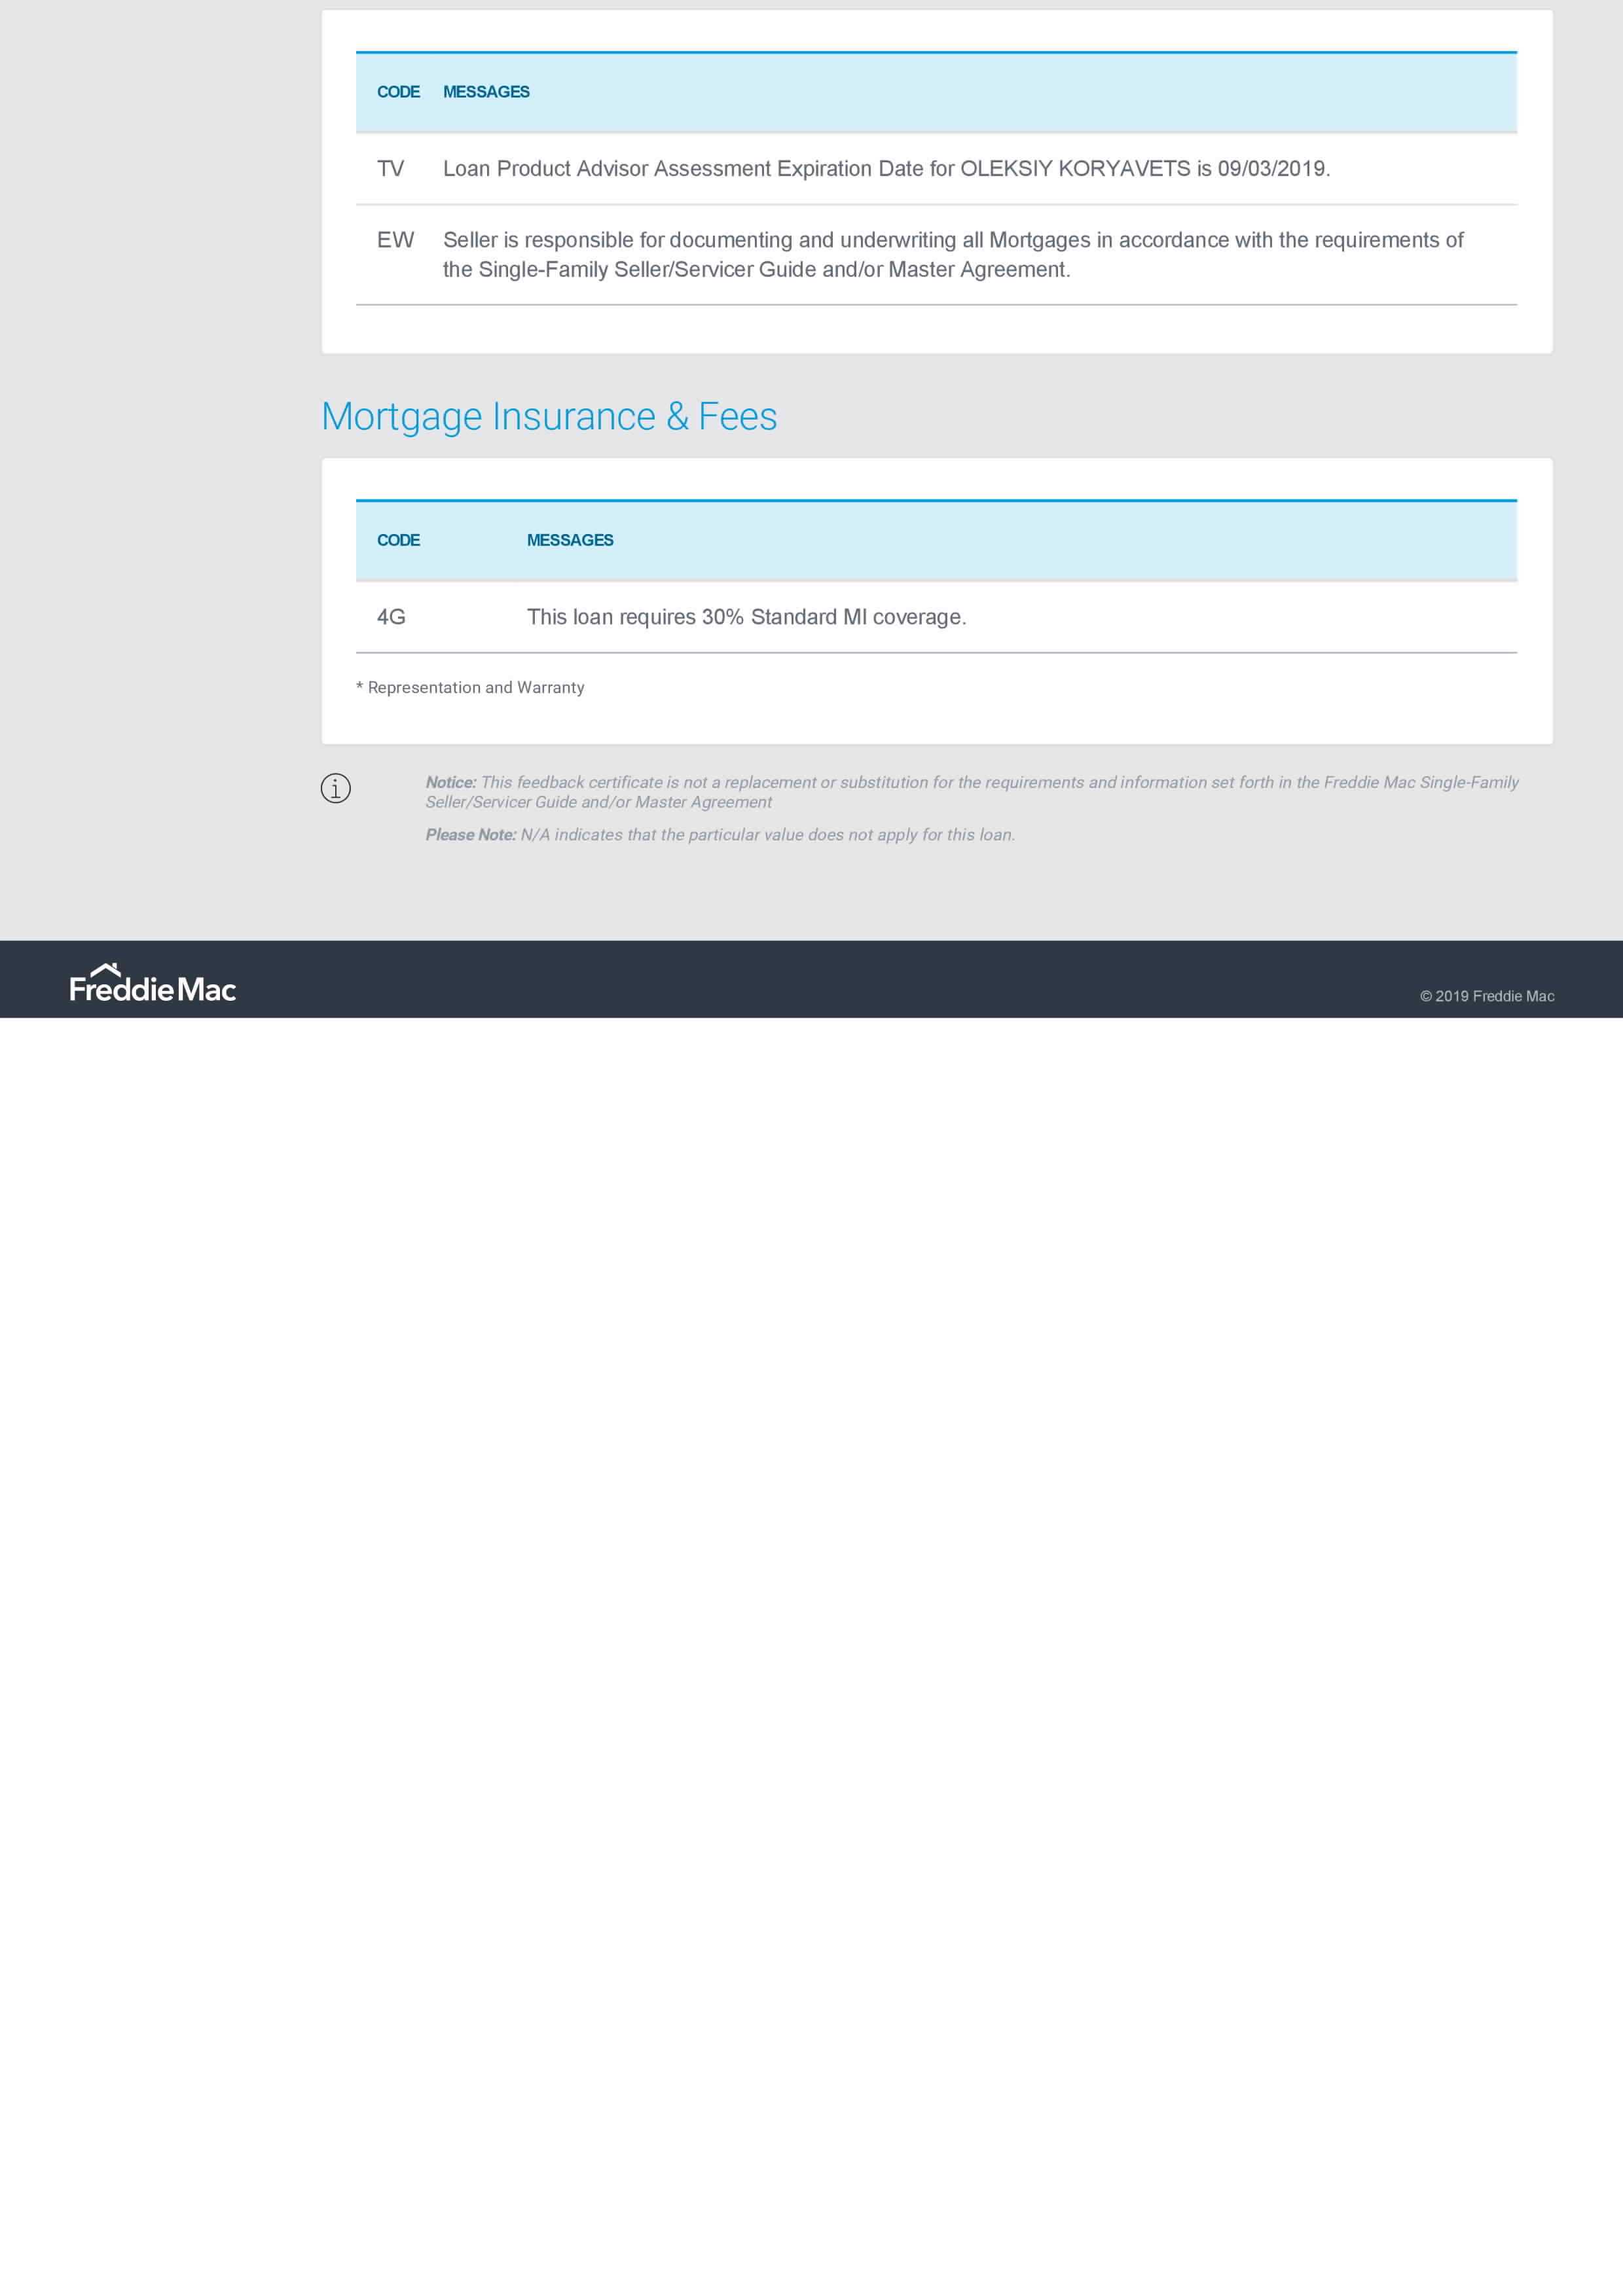 CODE MESSAGES
TV Loan Product Advisor Assessment Expiration Date for OLEKSIY KORYAVETS is 09/03/2019.
EW Seller is responsible for documenting and underwriting all Mortgages in accordance with the requirements of
the Single-Family Seller/Servicer Guide and/or Master Agreement.
Mortgage Insurance & Fees
CODE MESSAGES
4G This loan requires 30% Standard MI coverage.
* Representation and Warranty
Notice: This feedback certificate is not a replacement or substitution for the requirements and information set forth in the Freddie Mac Single-Family
Seller/Servicer Guide and/or Master Agreement
Please Note: N/A indicates that the particular value does not apply for this loan.
Freddie Mac
© 2019 Freddie Mac